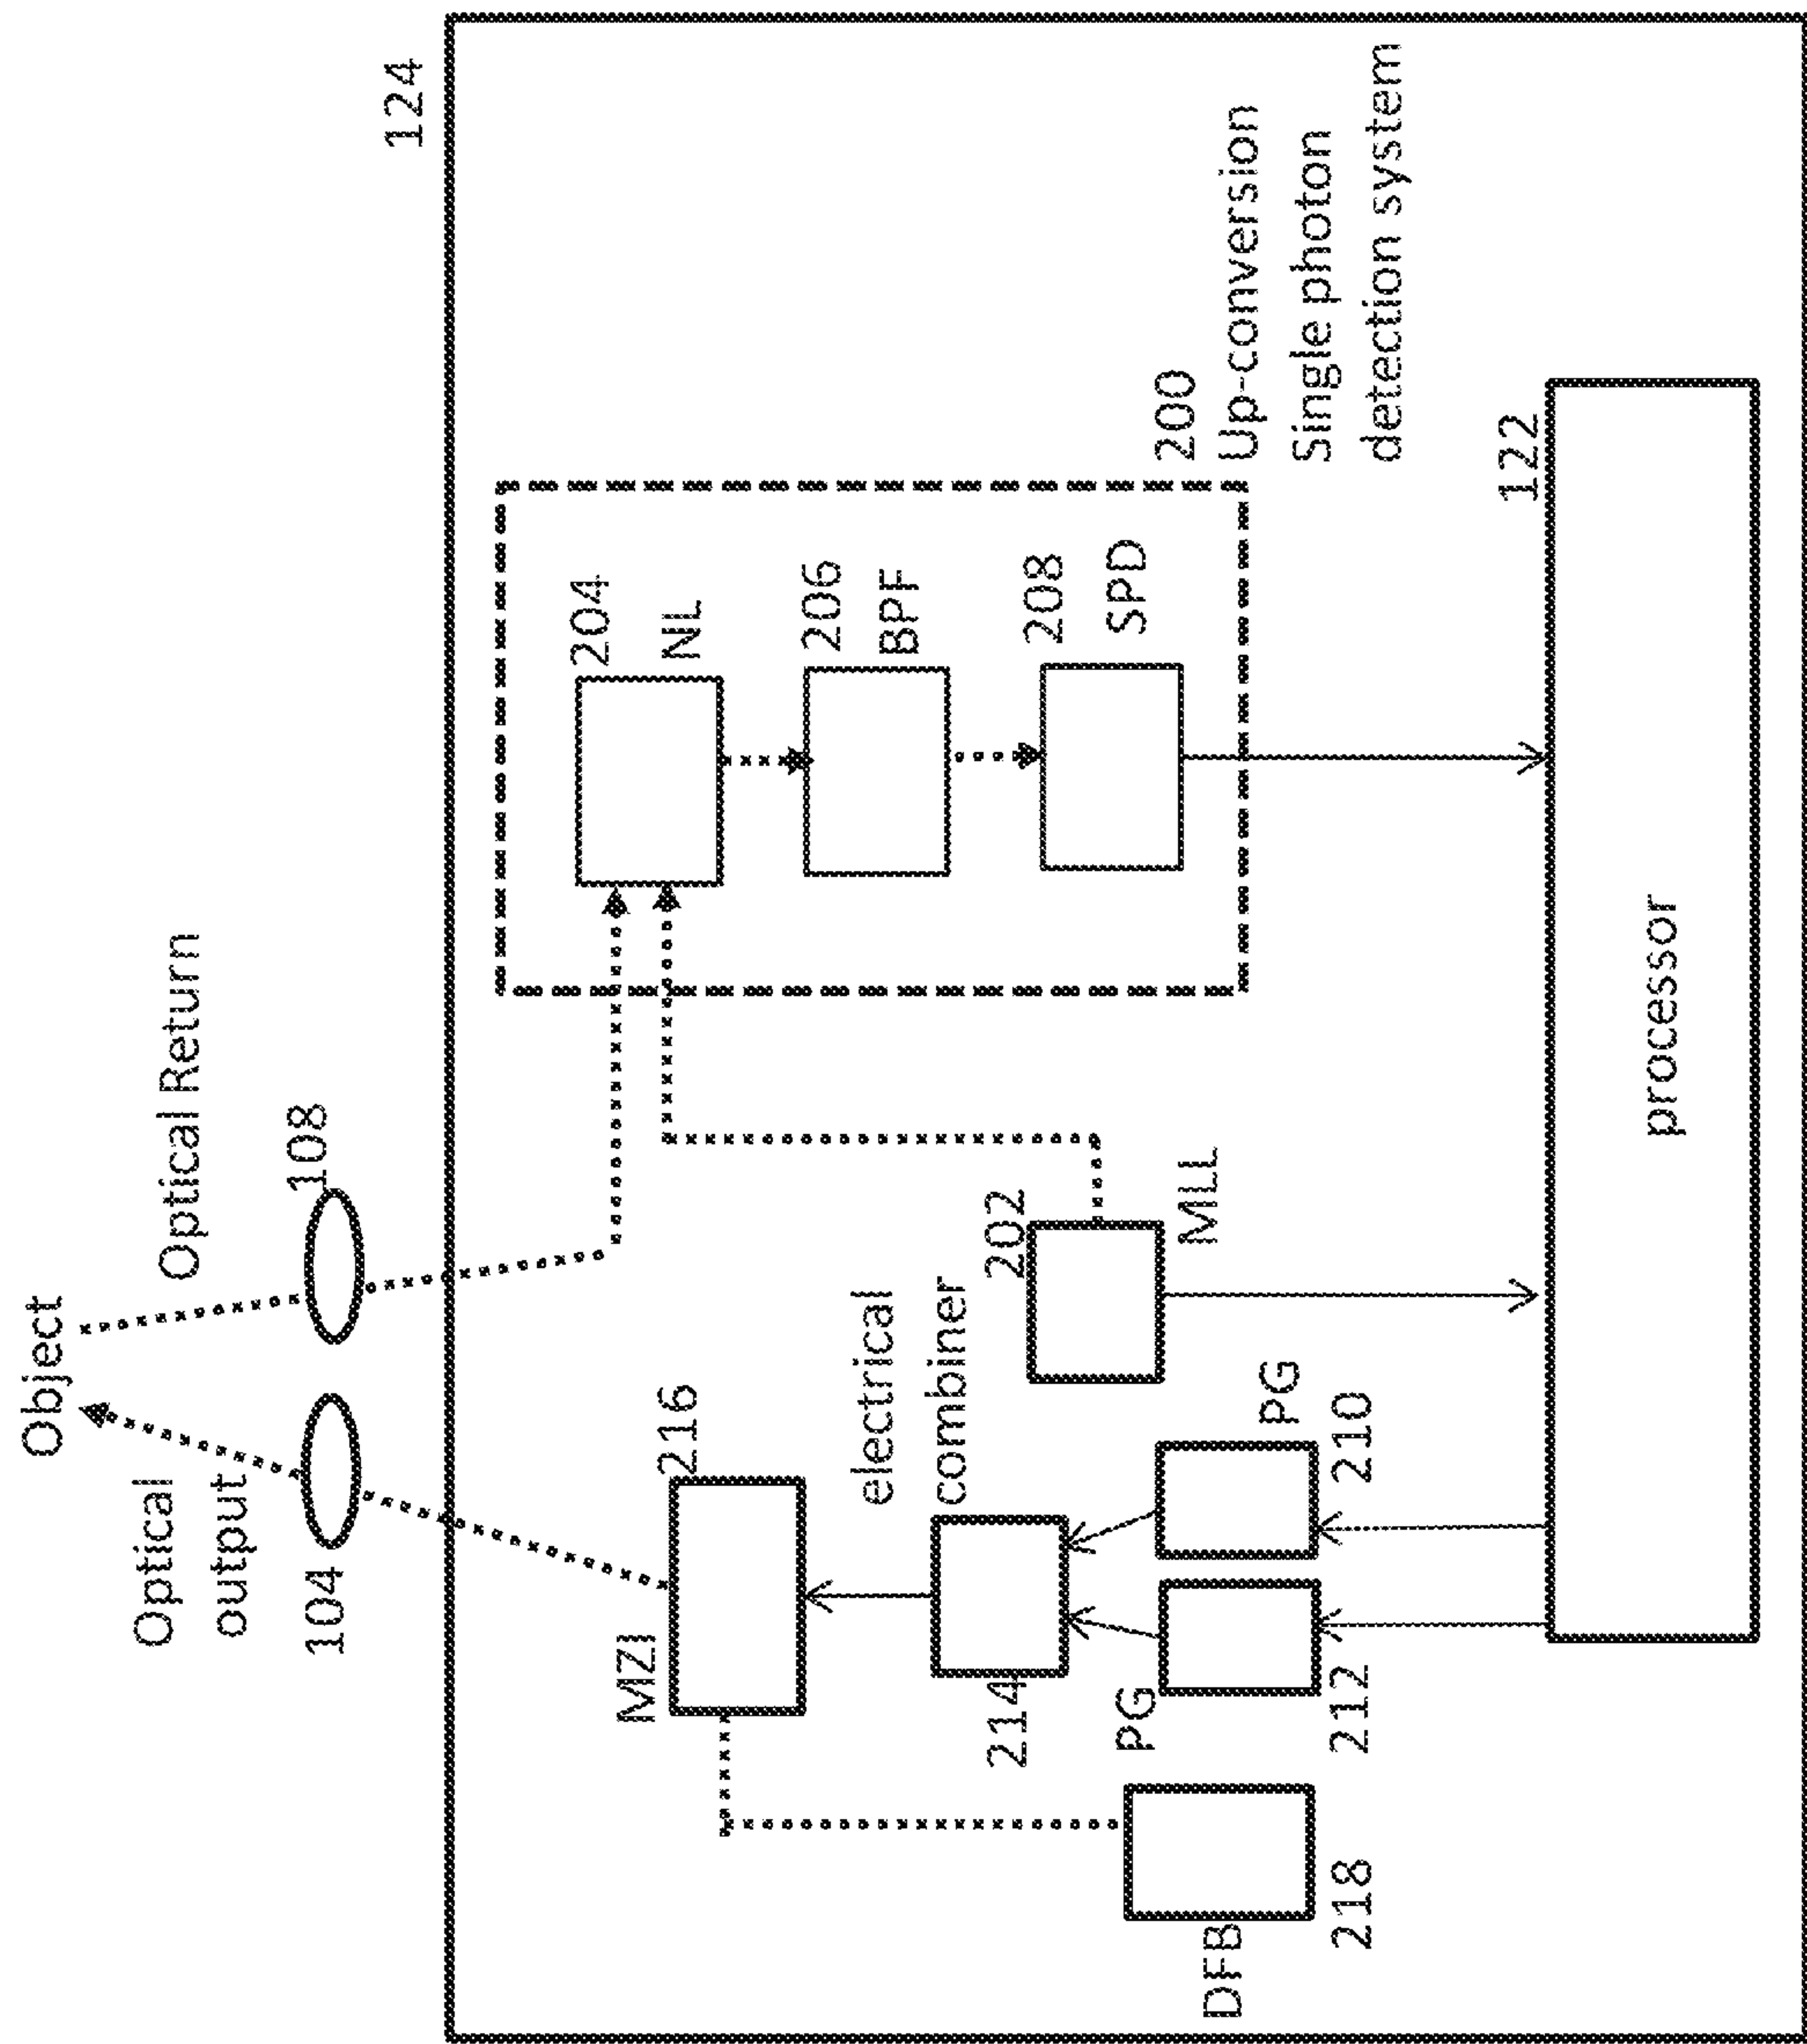 Object
Optical
output
104
Optical Return
108
124
MZI
216
204
NL
206
BPF
208
SPD
200
Up-conversion
Single photon
detection system
electrical
combiner
214
202
MLL
PG
212
PG
210
DFB
218
122
processor